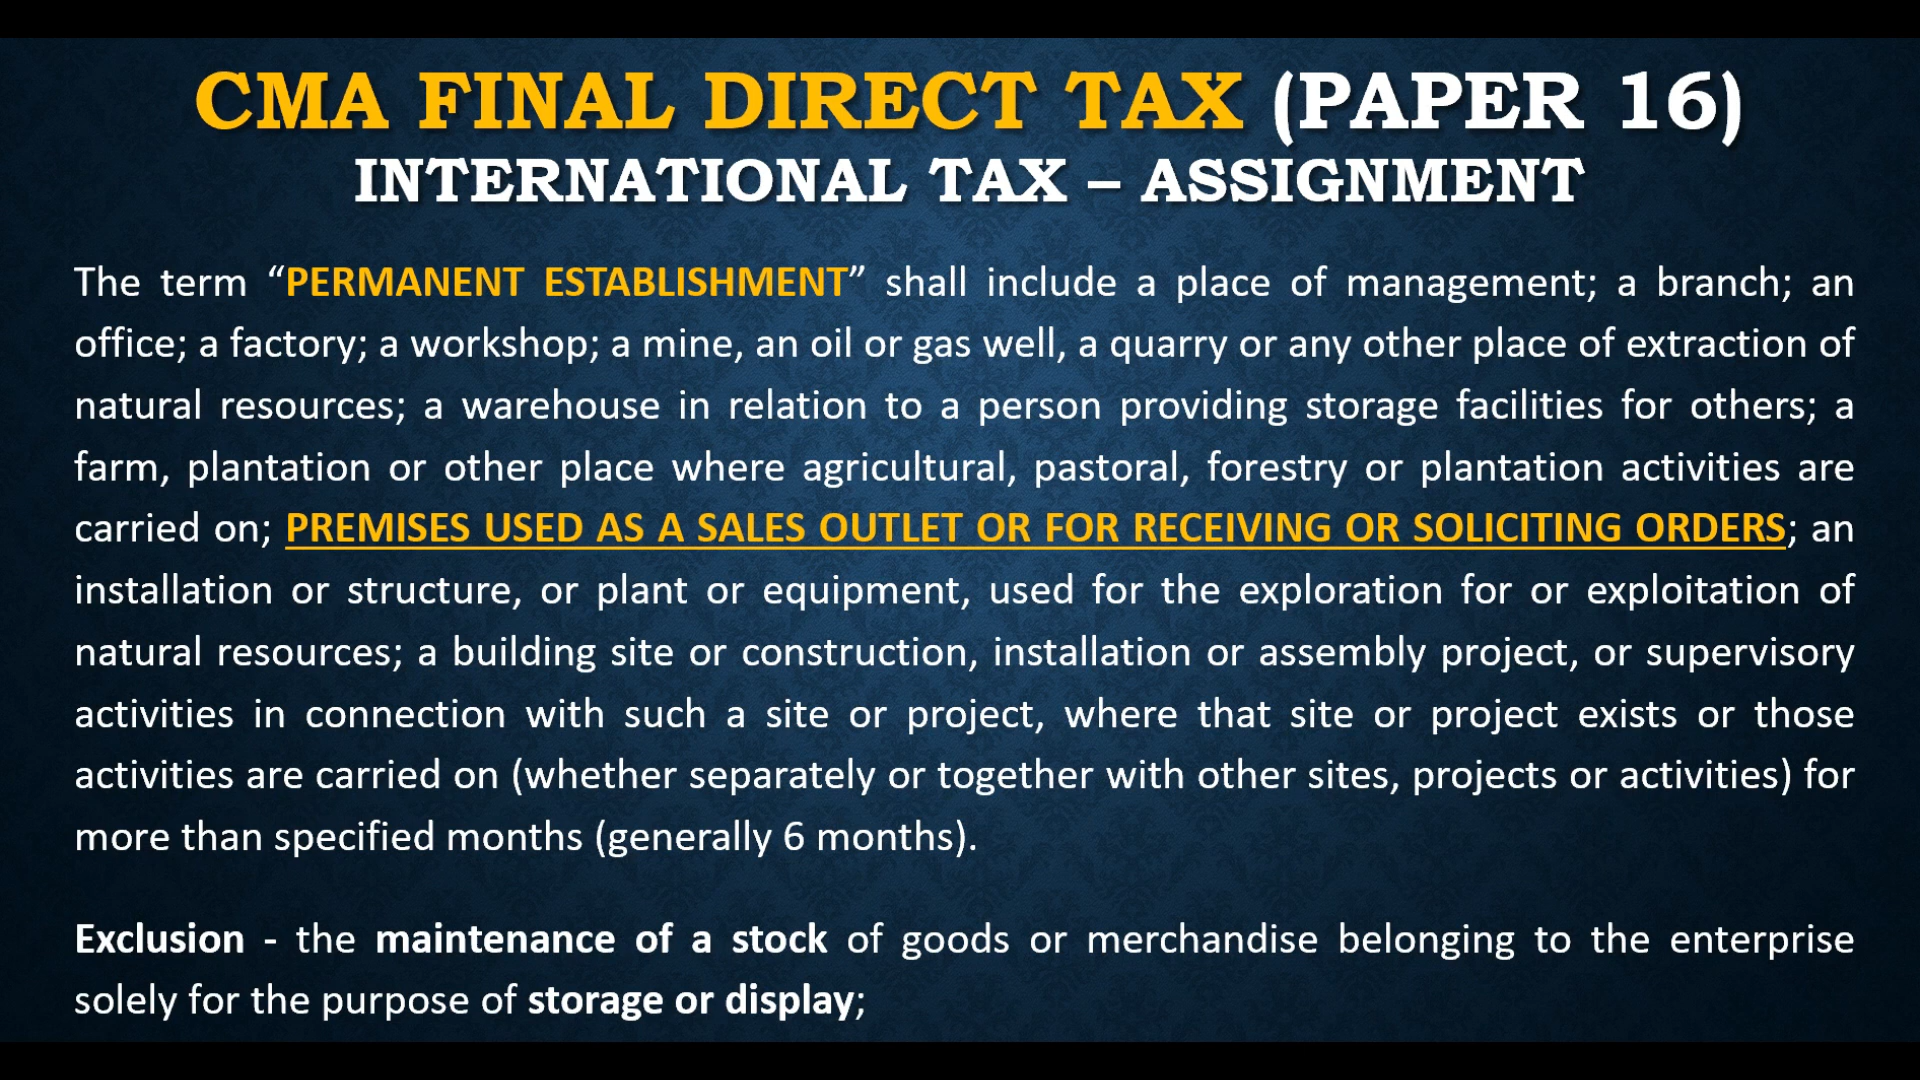 CMA FINAL DIRECT TAX (PAPER 16)
INTERNATIONAL TAX – ASSIGNMENT
The term “PERMANENT ESTABLISHMENT” shall include a place of management; a branch; an
office; a factory; a workshop; a mine, an oil or gas well, a quarry or any other place of extraction of
natural resources; a warehouse in relation to a person providing storage facilities for others; a
farm, plantation or other place where agricultural, pastoral, forestry or plantation activities are
carried on; PREMISES USED AS A SALES OUTLET OR FOR RECEIVING OR SOLICITING ORDERS; an
installation or structure, or plant or equipment, used for the exploration for or exploitation of
natural resources; a building site or construction, installation or assembly project, or supervisory
activities in connection with such a site or project, where that site or project exists or those
activities are carried on (whether separately or together with other sites, projects or activities) for
more than specified months (generally 6 months).
Exclusion - the maintenance of a stock of goods or merchandise belonging to the enterprise
solely for the purpose of storage or display;